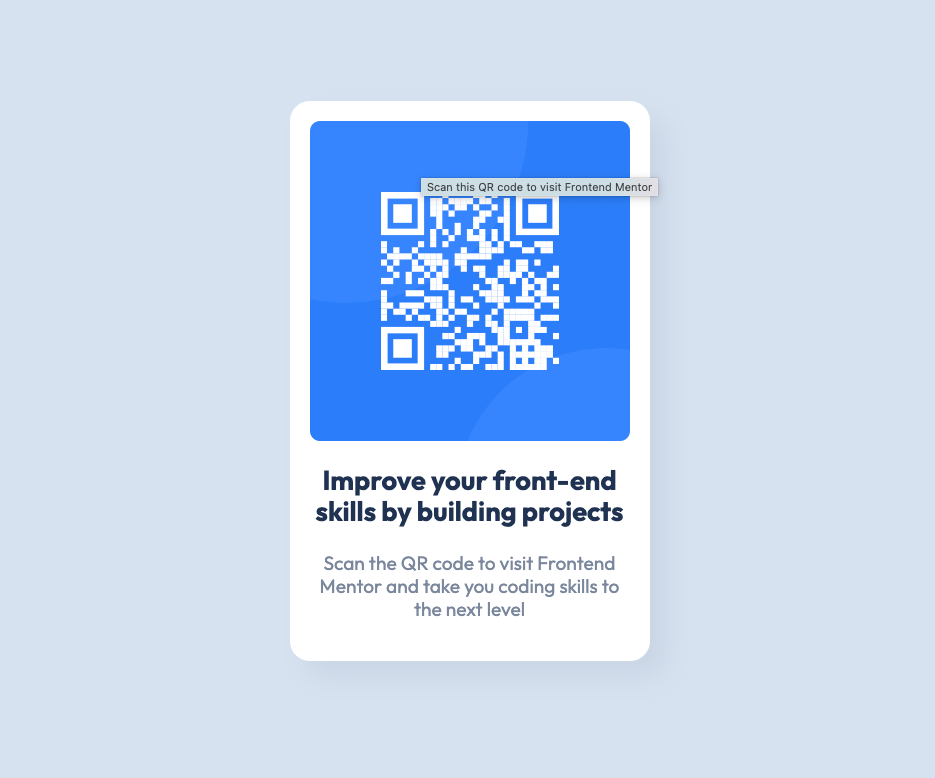 Scan this QR code to visit Frontend Mentor
Improve your front-end
skills by building projects
Scan the QR code to visit Frontend
Mentor and take you coding skills to
the next level